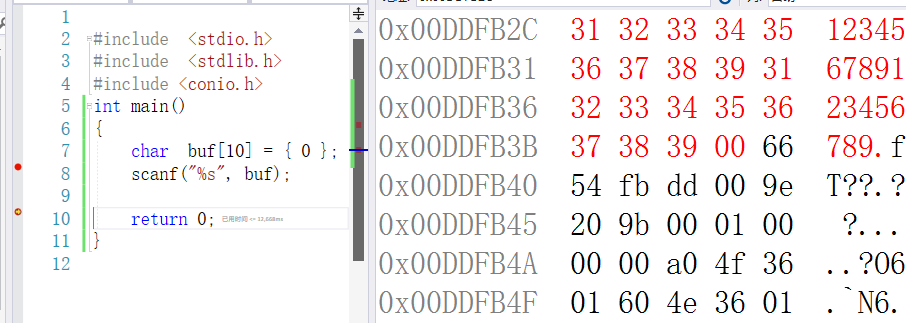 1
2 #include <stdio.h>
3 #include <stdlib.h>
4 #include <conio.h>
5 int main()
6 {
7 char buf[10] = { 0 };
8 scanf("%s", buf);
9
10 return 0; 已用时间 <= 12,668ms
11 }
12
0x00DDFB2C 31 32 33 34 35 12345
0x00DDFB31 36 37 38 39 31 67891
0x00DDFB36 32 33 34 35 36 23456
0x00DDFB3B 37 38 39 00 66 789.f
0x00DDFB40 54 fb dd 00 9e T??.?
0x00DDFB45 20 9b 00 01 00 ?...
0x00DDFB4A 00 00 a0 4f 36 ..?O6
0x00DDFB4F 01 60 4e 36 01 .`N6.